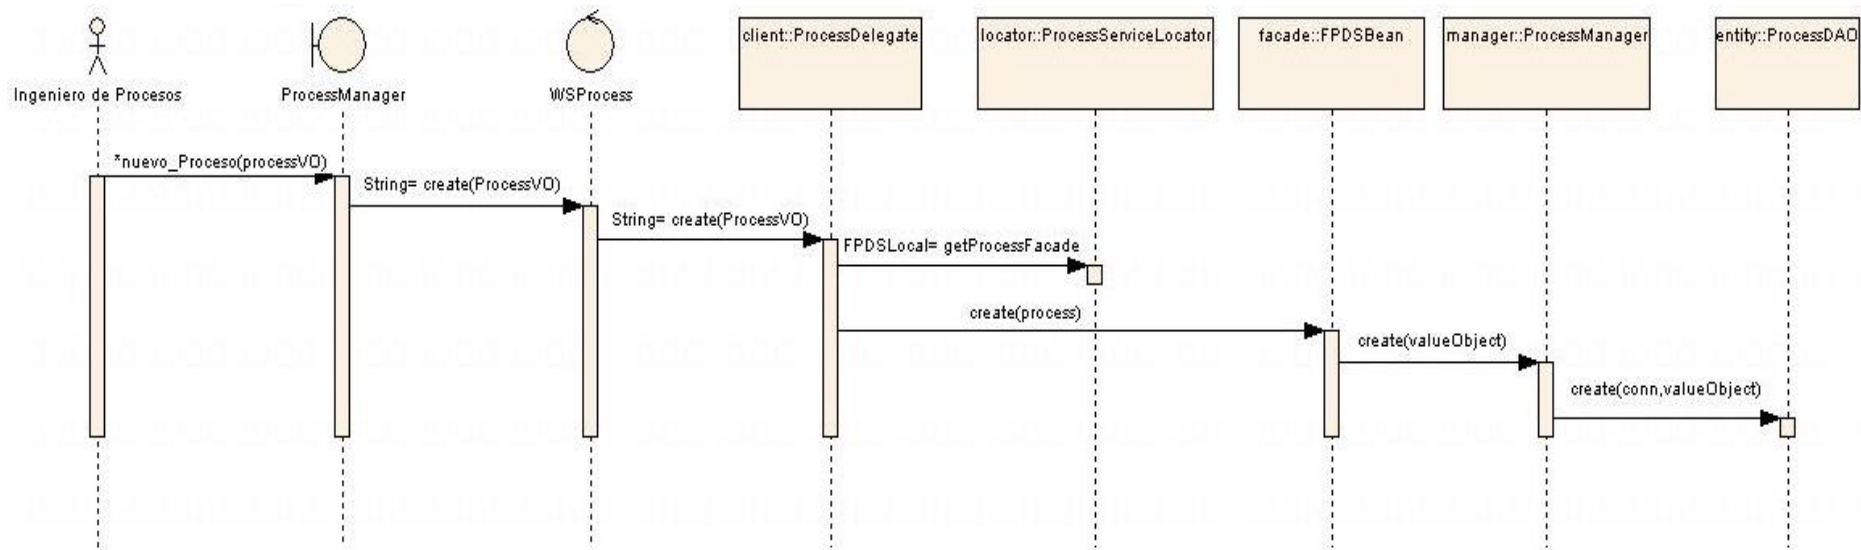 client::ProcessDelegate
locator::ProcessServiceLocator
facade::FPDSBean
manager::ProcessManager
entity::ProcessDAO
Ingeniero de Procesos
ProcessManager
WSProcess
*nuevo_Proceso(processVO)
String= create(ProcessVO)
String= create(ProcessVO)
FPDSLocal= getProcessFacade
create(process)
create(valueObject)
create(conn,valueObject)